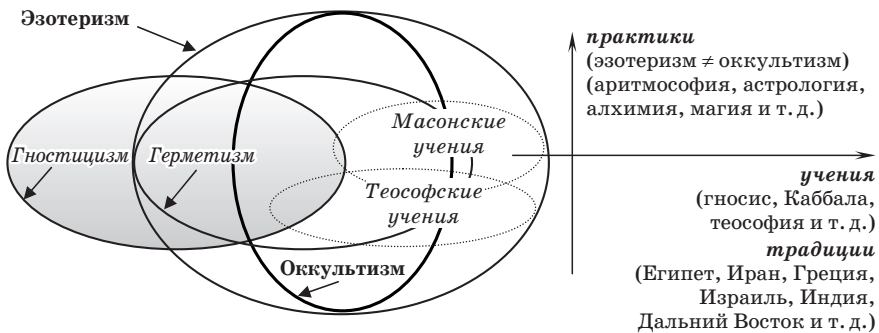 Эзотеризм
Гностицизм
Герметизм
Масонские
учения
Теософские
учения
Оккультизм
практики
(эзотеризм ≠ оккультизм)
(аритмософия, астрология,
алхимия, магия и т. д.)
учения
(гносис, Каббала,
теософия и т. д.)
традиции
(Египет, Иран, Греция,
Израиль, Индия,
Дальний Восток и т. д.)